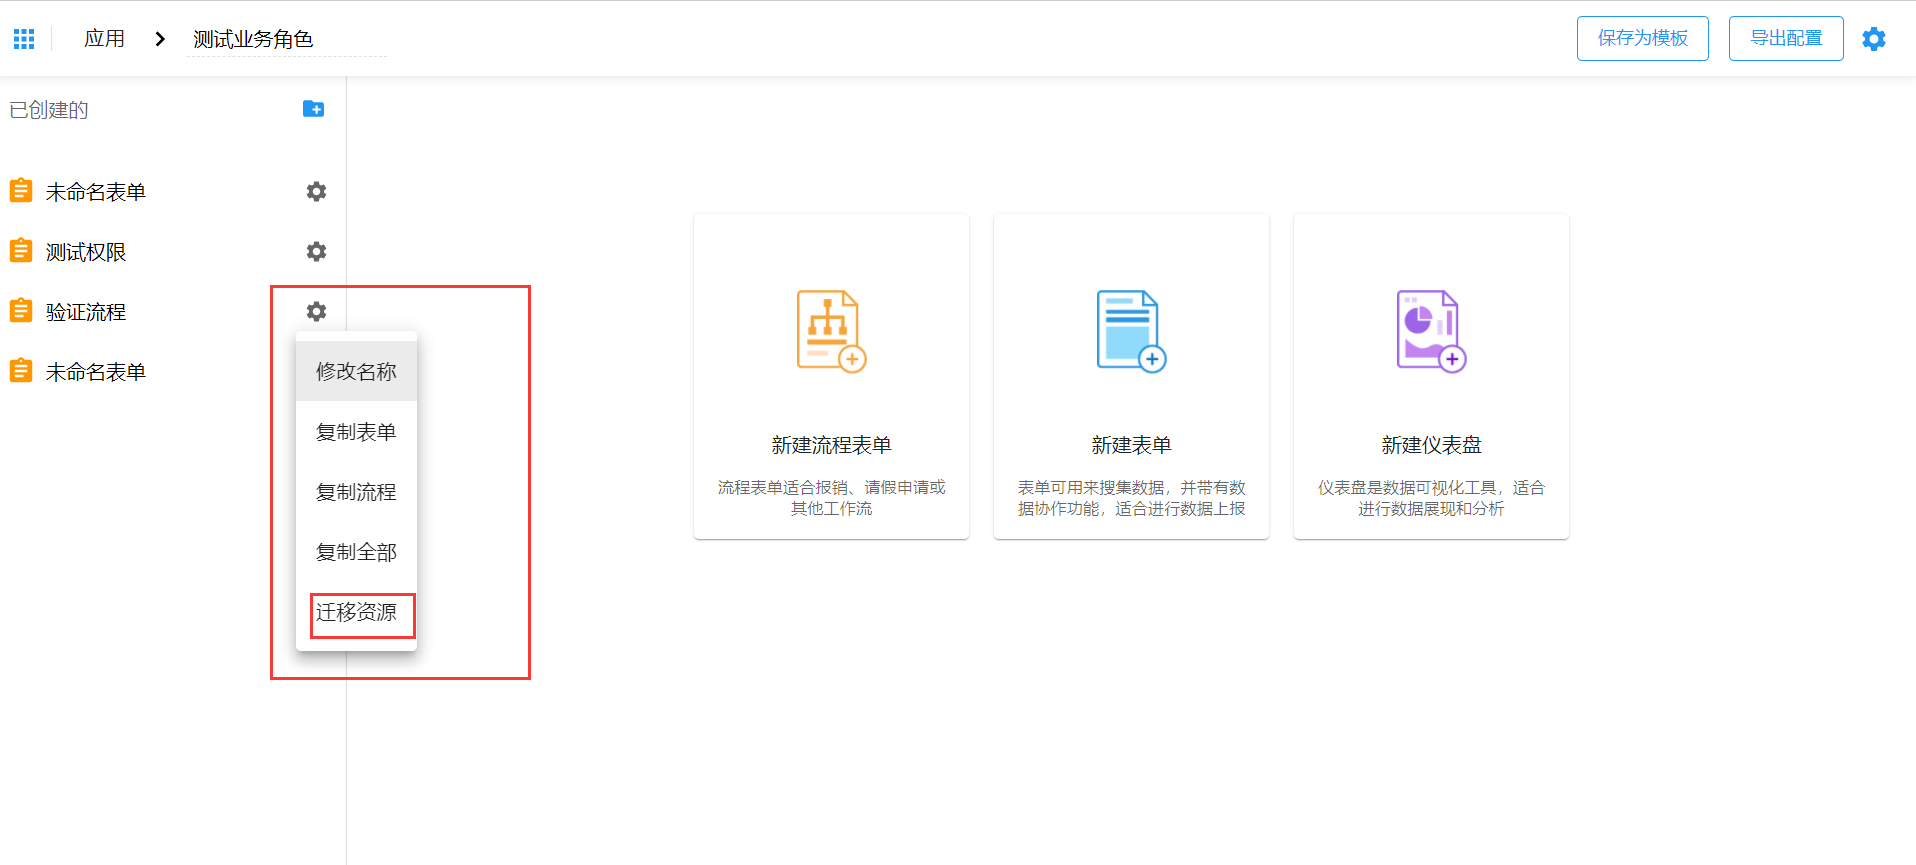 应用
测试业务角色
保存为模板
导出配置
已创建的
未命名表单
测试权限
验证流程
未命名表单
修改名称
复制表单
复制流程
复制全部
迁移资源
新建流程表单
流程表单适合报销、请假申请或
其他工作流
新建表单
表单可用来搜集数据，并带有数
据协作功能，适合进行数据上报
新建仪表盘
仪表盘是数据可视化工具，适合
进行数据展现和分析